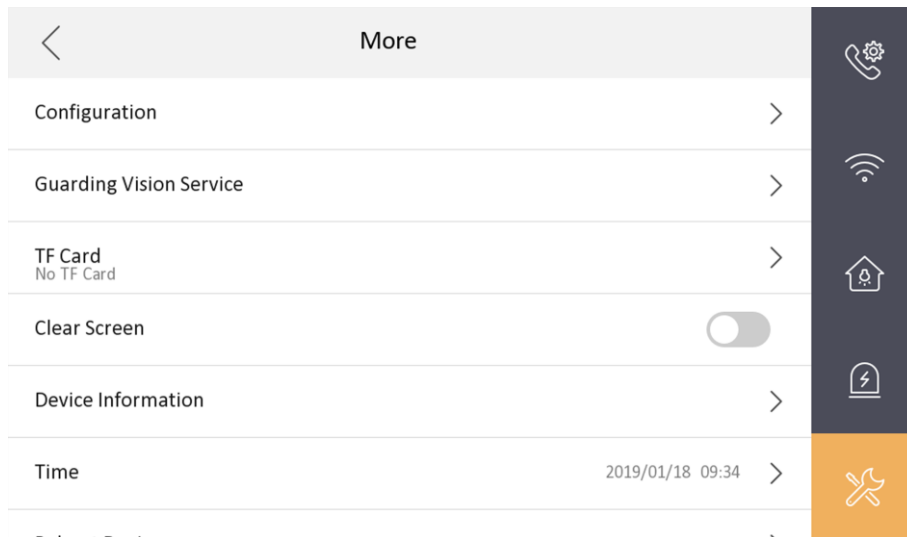 More
Configuration
Guarding Vision Service
TF Card
No TF Card
Clear Screen
Device Information
Time
2019/01/18 09:34